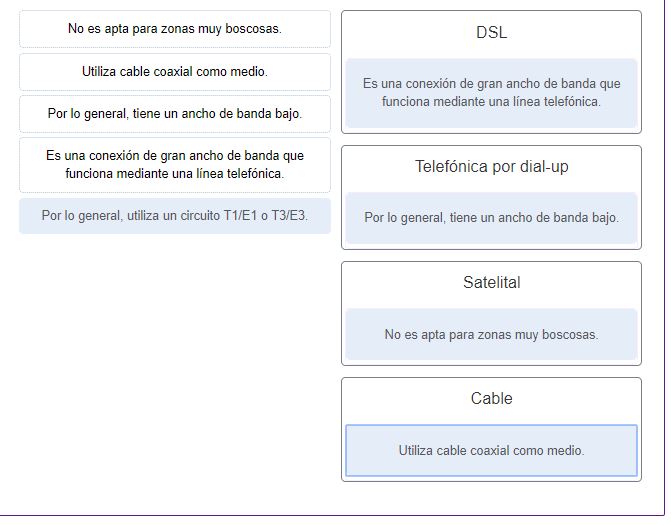 No es apta para zonas muy boscosas.
Utiliza cable coaxial como medio.
Por lo general, tiene un ancho de banda bajo.
Es una conexión de gran ancho de banda que
funciona mediante una línea telefónica.
Por lo general, utiliza un circuito T1/E1 o T3/E3.
DSL
Es una conexión de gran ancho de banda que
funciona mediante una línea telefónica.
Telefónica por dial-up
Por lo general, tiene un ancho de banda bajo.
Satelital
No es apta para zonas muy boscosas.
Cable
Utiliza cable coaxial como medio.